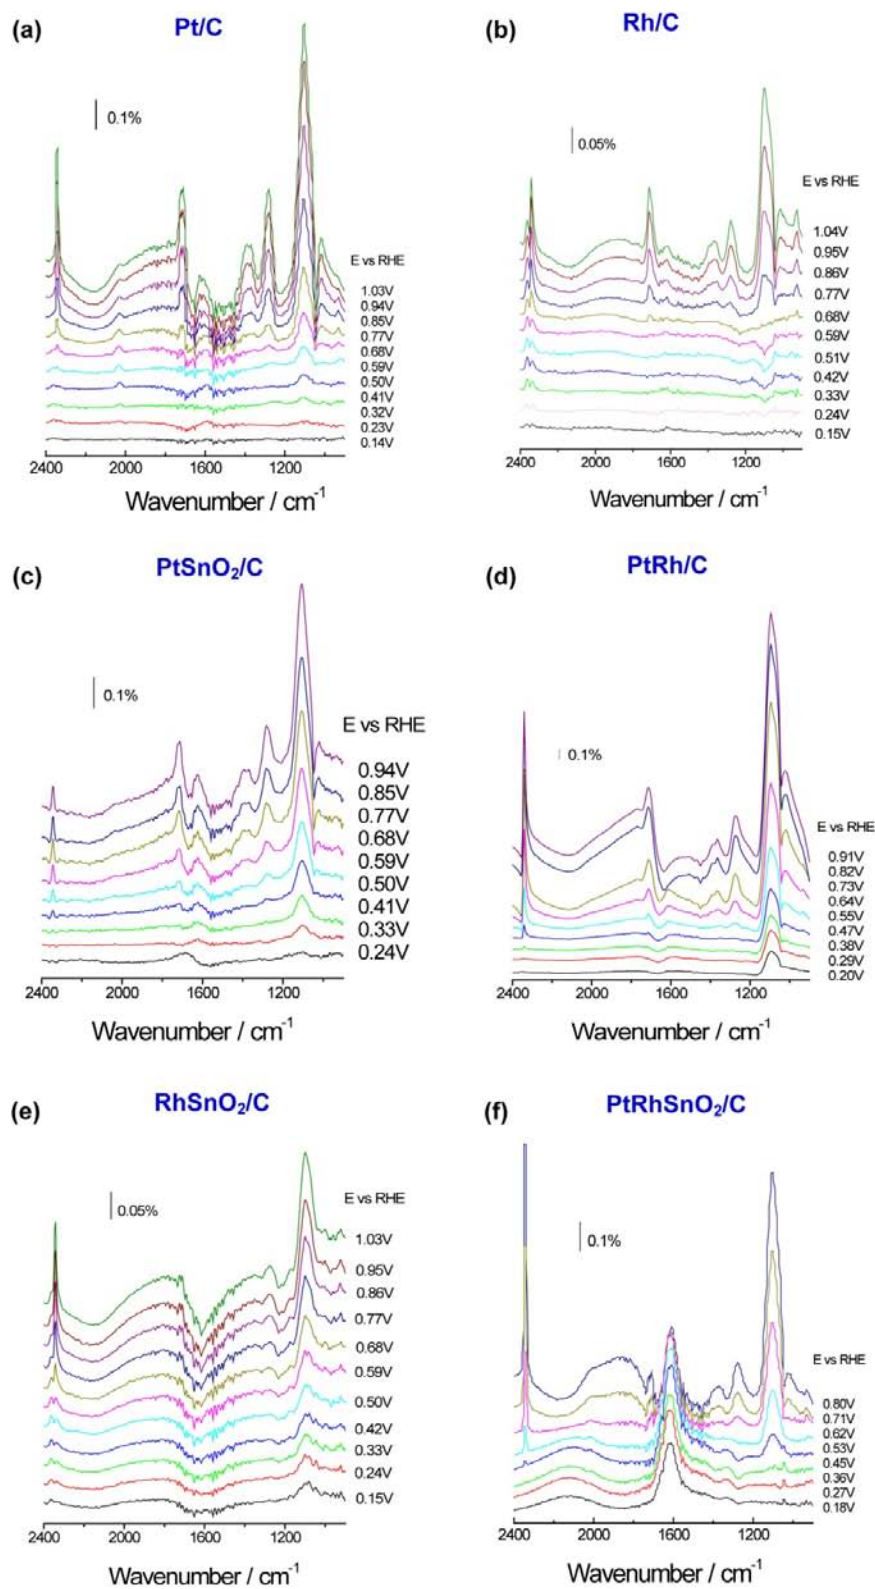 (a) Pt/C
0.1%
E vs RHE
1.03V
0.94V
0.85V
0.77V
0.68V
0.59V
0.50V
0.41V
0.32V
0.23V
0.14V
2400 2000 1600 1200
Wavenumber / cm⁻¹
(b) Rh/C
0.05%
E vs RHE
1.04V
0.95V
0.86V
0.77V
0.68V
0.59V
0.51V
0.42V
0.33V
0.24V
0.15V
2400 2000 1600 1200
Wavenumber / cm⁻¹
(c) PtSnO₂/C
0.1%
E vs RHE
0.94V
0.85V
0.77V
0.68V
0.59V
0.50V
0.41V
0.33V
0.24V
2400 2000 1600 1200
Wavenumber / cm⁻¹
(d) PtRh/C
0.1%
E vs RHE
0.91V
0.82V
0.73V
0.64V
0.55V
0.47V
0.38V
0.29V
0.20V
2400 2000 1600 1200
Wavenumber / cm⁻¹
(e) RhSnO₂/C
0.05%
E vs RHE
1.03V
0.95V
0.86V
0.77V
0.68V
0.59V
0.50V
0.42V
0.33V
0.24V
0.15V
2400 2000 1600 1200
Wavenumber / cm⁻¹
(f) PtRhSnO₂/C
0.1%
E vs RHE
0.80V
0.71V
0.62V
0.53V
0.45V
0.36V
0.27V
0.18V
2400 2000 1600 1200
Wavenumber / cm⁻¹